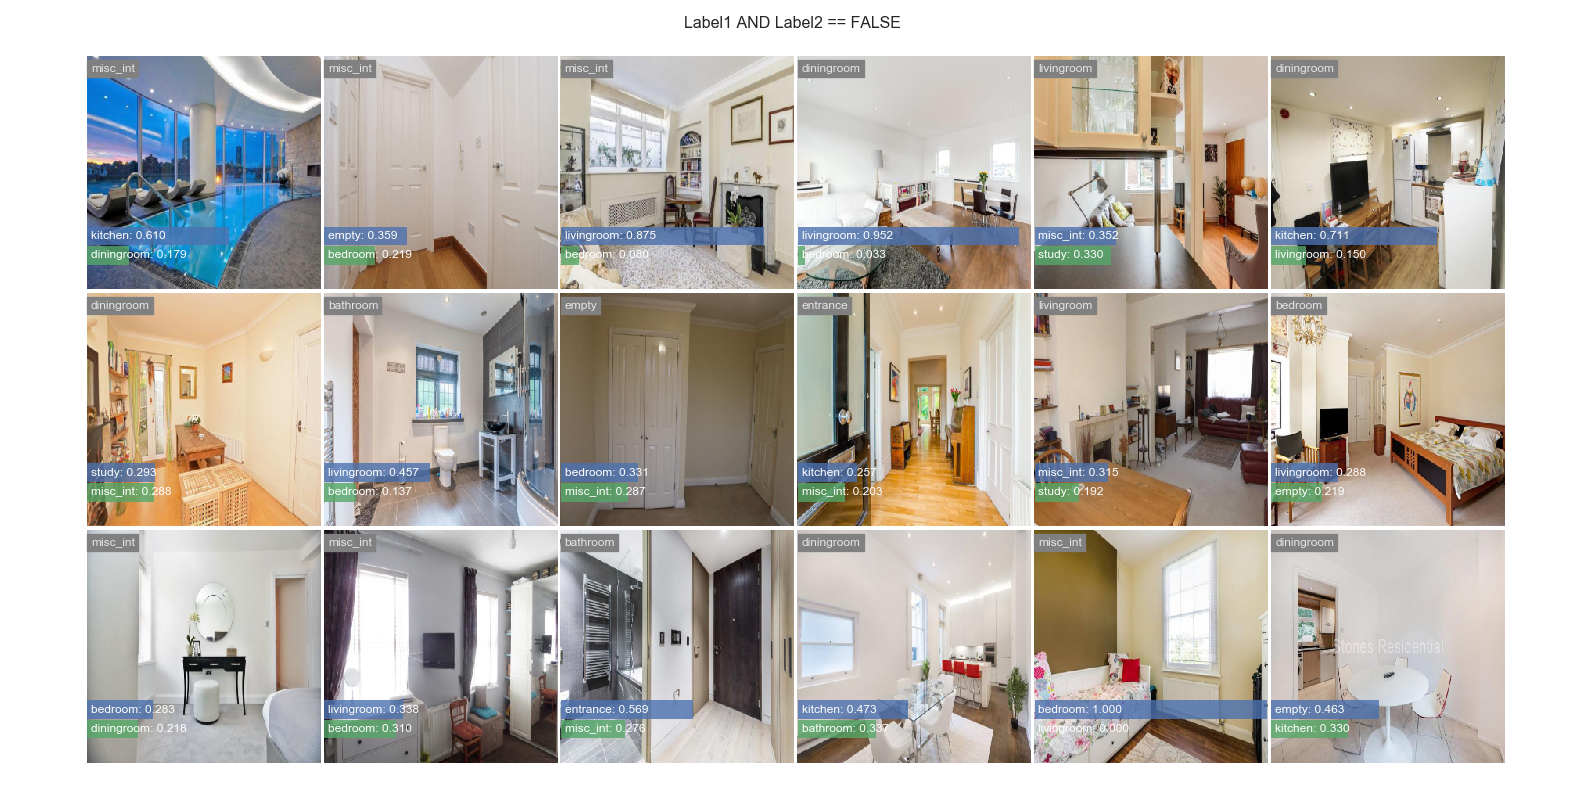 Label1 AND Label2 == FALSE
misc_int
kitchen: 0.610
diningroom: 0.179
misc_int
empty: 0.359
bedroom: 0.219
misc_int
livingroom: 0.875
bedroom: 0.080
diningroom
livingroom: 0.952
bedroom: 0.033
livingroom
misc_int: 0.352
study: 0.330
diningroom
kitchen: 0.711
livingroom: 0.150
diningroom
study: 0.293
misc_int: 0.288
bathroom
livingroom: 0.457
bedroom: 0.137
empty
bedroom: 0.331
misc_int: 0.287
entrance
kitchen: 0.257
misc_int: 0.203
livingroom
misc_int: 0.315
study: 0.192
bedroom
livingroom: 0.288
empty: 0.219
misc_int
bedroom: 0.283
diningroom: 0.218
misc_int
livingroom: 0.338
bedroom: 0.310
bathroom
entrance: 0.569
misc_int: 0.276
diningroom
kitchen: 0.473
bathroom: 0.337
misc_int
bedroom: 1.000
livingroom: 0.000
diningroom
Stones Residential
empty: 0.463
kitchen: 0.330